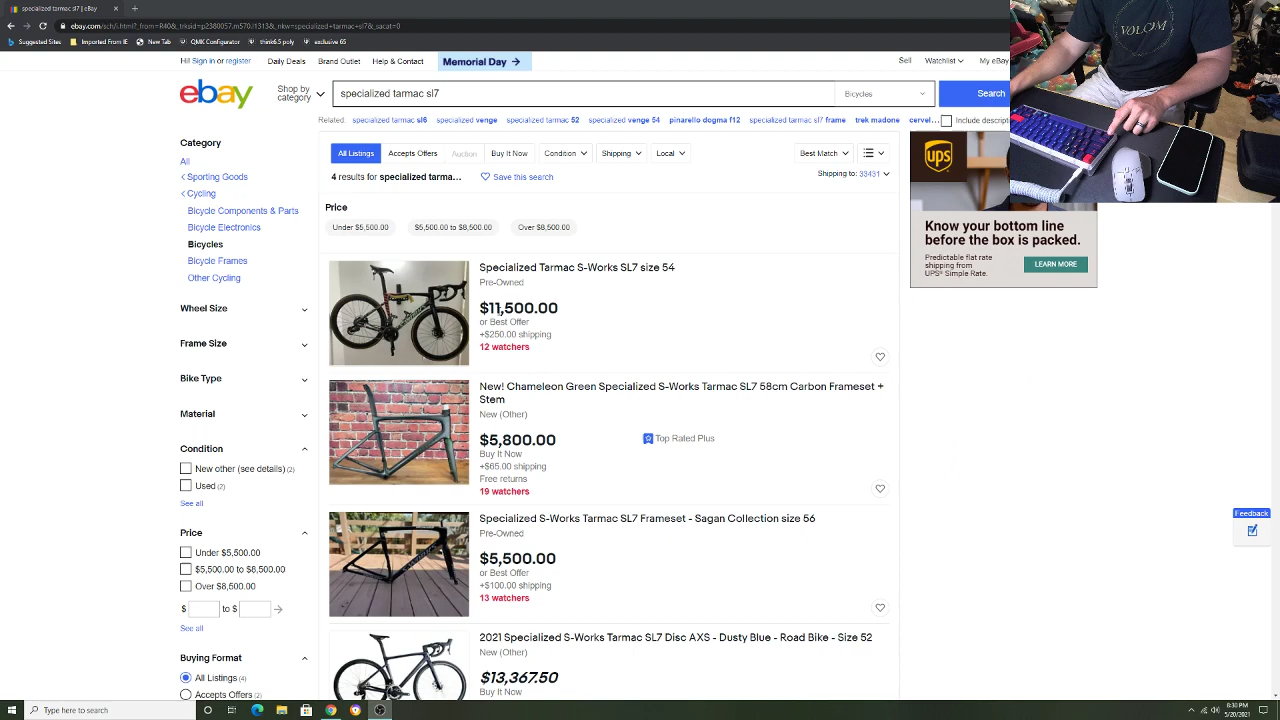 specialized tarmac sl7 | eBay
ebay.com/sch/i.html?_from=R40&_trksid=p2380057.m570.l1313&_nkw=specialized+tarmac+sl7&_sacat=0
Suggested Sites
Imported From IE
New Tab
QMK Configurator
think6.5 poly
exclusive 65
VOLCOM
Hi! Sign in or register
Daily Deals
Brand Outlet
Help & Contact
Memorial Day →
Sell
Watchlist
My eBay
ebay
Shop by category
specialized tarmac sl7
Bicycles
Search
Related:
specialized tarmac sl6
specialized venge
specialized tarmac 52
specialized venge 54
pinarello dogma f12
specialized tarmac sl7 frame
trek madone
cervel...
Include descript
Category
All
Sporting Goods
Cycling
Bicycle Components & Parts
Bicycle Electronics
Bicycles
Bicycle Frames
Other Cycling
Wheel Size
Frame Size
Bike Type
Material
Condition
New other (see details) (2)
Used (2)
See all
Price
Under $5,500.00
$5,500.00 to $8,500.00
Over $8,500.00
$ to $
See all
Buying Format
All Listings (4)
Accepts Offers (2)
All Listings
Accepts Offers
Auction
Buy It Now
Condition
Shipping
Local
Best Match
4 results for specialized tarma...
Save this search
Shipping to: 33431
Price
Under $5,500.00
$5,500.00 to $8,500.00
Over $8,500.00
Specialized Tarmac S-Works SL7 size 54
Pre-Owned
$11,500.00
or Best Offer
+$250.00 shipping
12 watchers
New! Chameleon Green Specialized S-Works Tarmac SL7 58cm Carbon Frameset +
Stem
New (Other)
$5,800.00
Top Rated Plus
Buy It Now
+$65.00 shipping
Free returns
19 watchers
Specialized S-Works Tarmac SL7 Frameset - Sagan Collection size 56
Pre-Owned
$5,500.00
or Best Offer
+$100.00 shipping
13 watchers
2021 Specialized S-Works Tarmac SL7 Disc AXS - Dusty Blue - Road Bike - Size 52
New (Other)
$13,367.50
Buy It Now
ups
Know your bottom line
before the box is packed.
Predictable flat rate
shipping from
UPS® Simple Rate.
LEARN MORE
Feedback
Type here to search
8:30 PM
5/20/2021